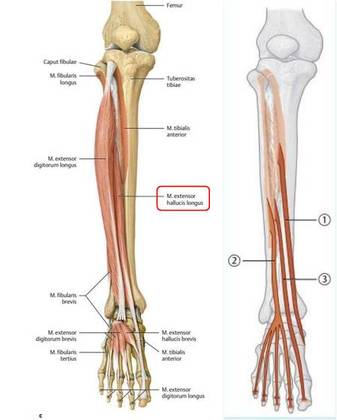 Femur
Caput fibulae
M. fibularis
longus
Tuberositas
tibiae
M. tibialis
anterior
M. extensor
digitorum longus
M. extensor
hallucis longus
1
2
3
M. fibularis
brevis
M. extensor
digitorum brevis
M. extensor
hallucis brevis
M. fibularis
tertius
M. tibialis
anterior
M. extensor
digitorum longus